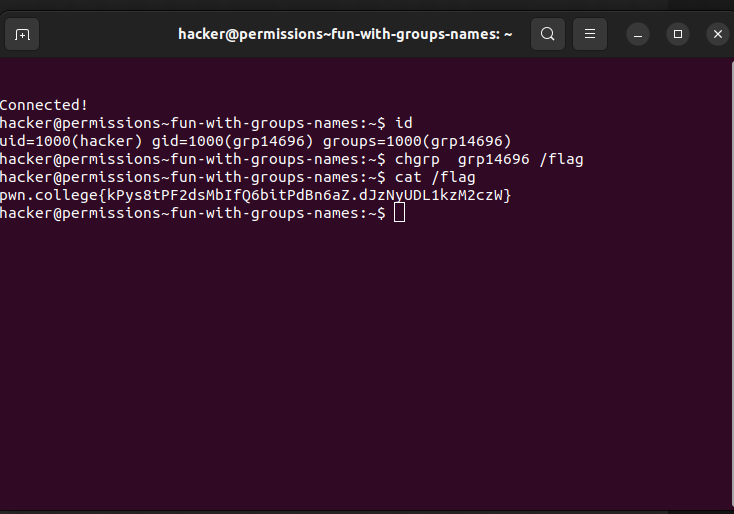 hacker@permissions~fun-with-groups-names: ~
Connected!
hacker@permissions~fun-with-groups-names:~$ id
uid=1000(hacker) gid=1000(grp14696) groups=1000(grp14696)
hacker@permissions~fun-with-groups-names:~$ chgrp  grp14696 /flag
hacker@permissions~fun-with-groups-names:~$ cat /flag
pwn.college{kPys8tPF2dsMbIfQ6bitPdBn6aZ.dJzNyUDL1kzM2czW}
hacker@permissions~fun-with-groups-names:~$